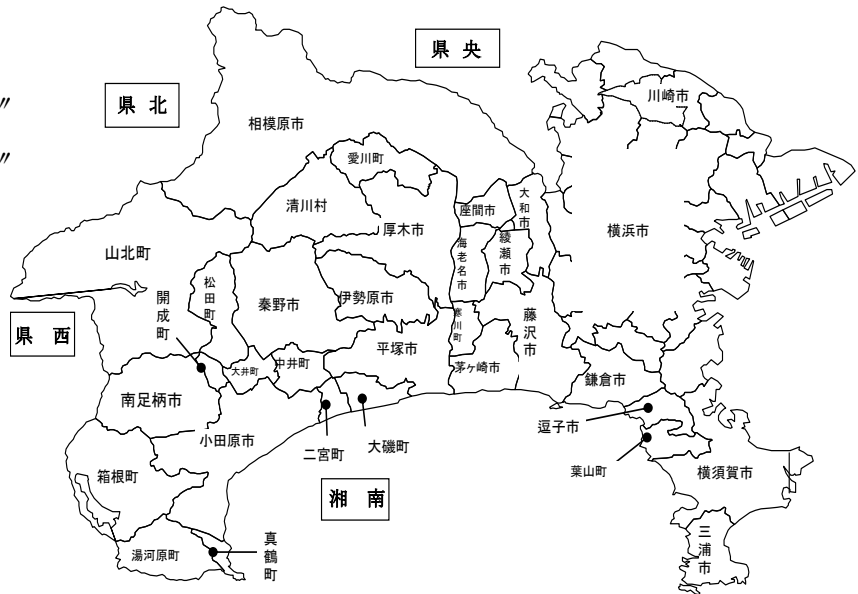 県 央
県 北
〃
〃
川崎市
相模原市
愛川町
大和市
座間市
清川村
厚木市
横浜市
海老名市
綾瀬市
山北町
松田町
秦野市
伊勢原市
開成町
県 西
寒川町
藤沢市
平塚市
大井町
中井町
茅ヶ崎市
鎌倉市
南足柄市
小田原市
逗子市
二宮町
大磯町
箱根町
葉山町
横須賀市
湘 南
三浦市
真鶴町
湯河原町